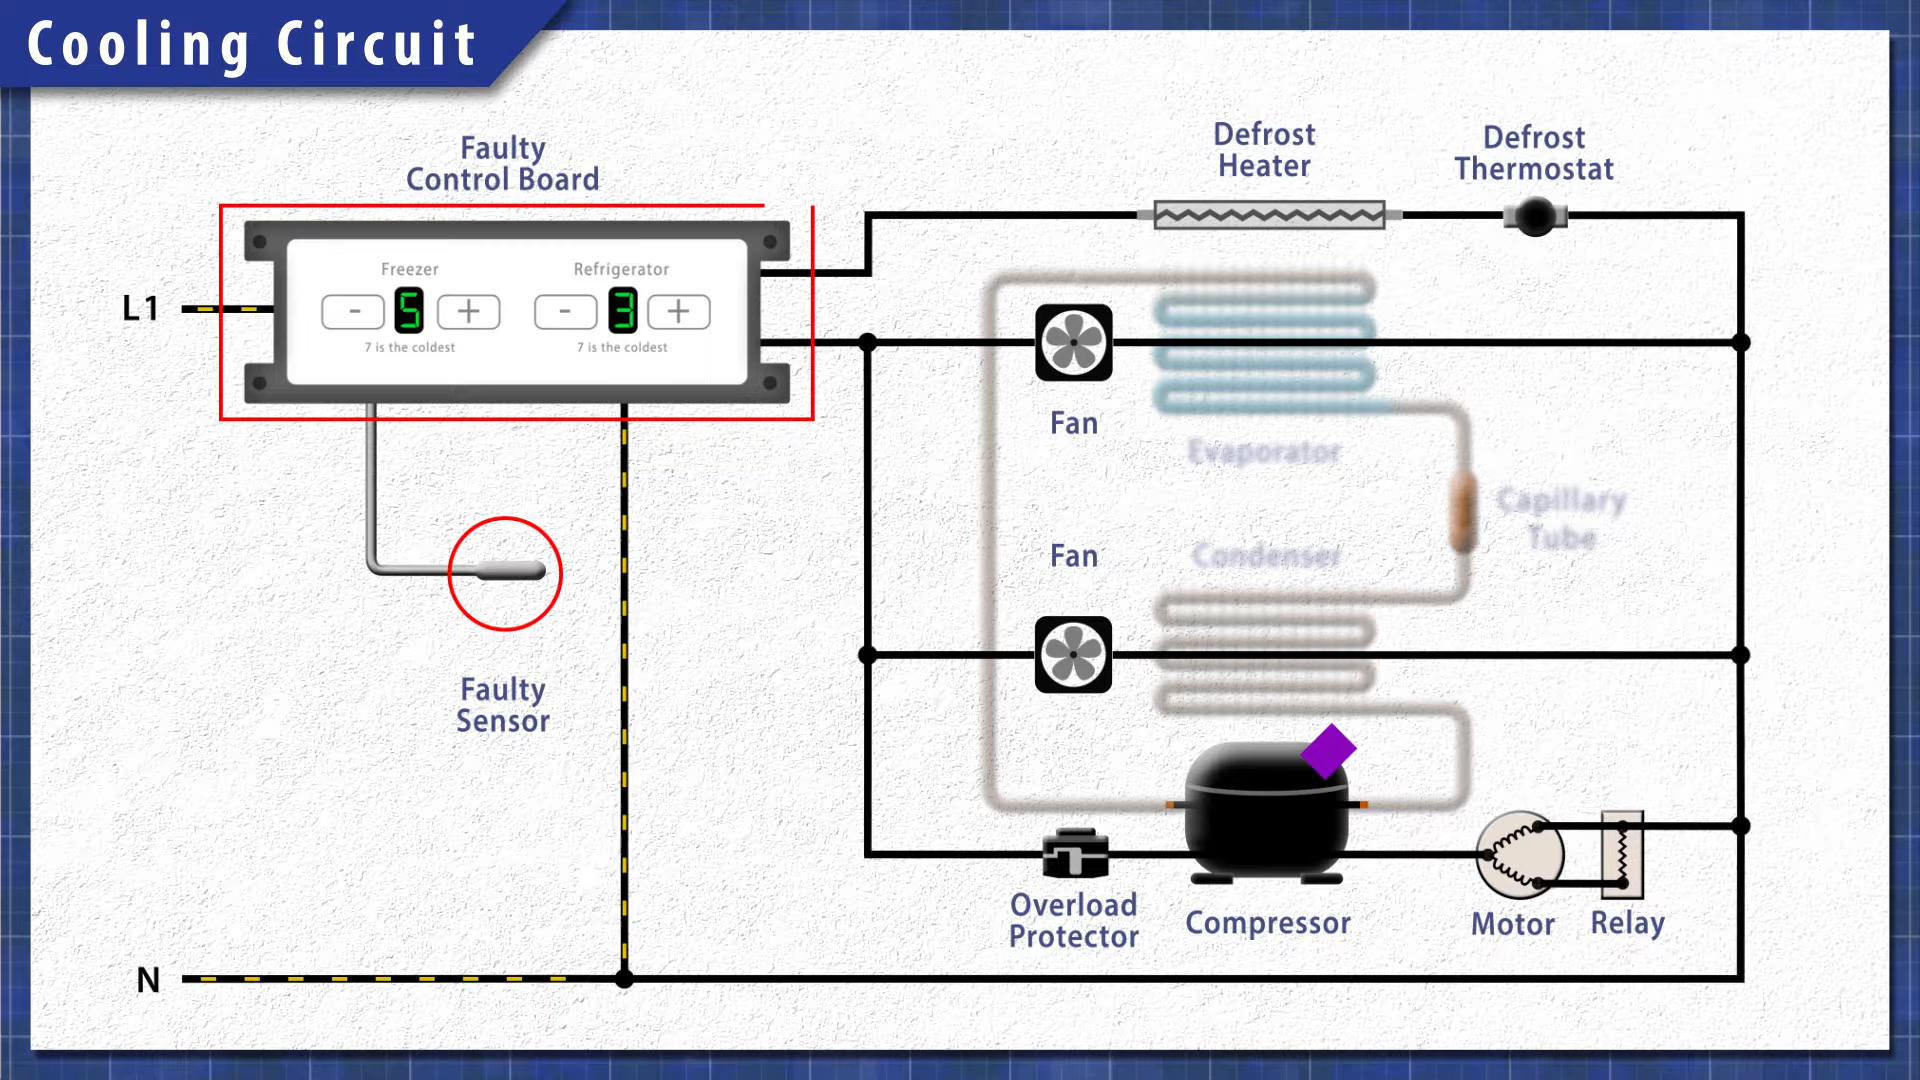 Cooling Circuit
Faulty
Control Board
Defrost
Heater
Defrost
Thermostat
Freezer
Refrigerator
- 5 +
- 3 +
7 is the coldest
7 is the coldest
L1
Fan
Evaporator
Capillary
Tube
Fan
Condenser
Faulty
Sensor
Overload
Protector
Compressor
Motor
Relay
N